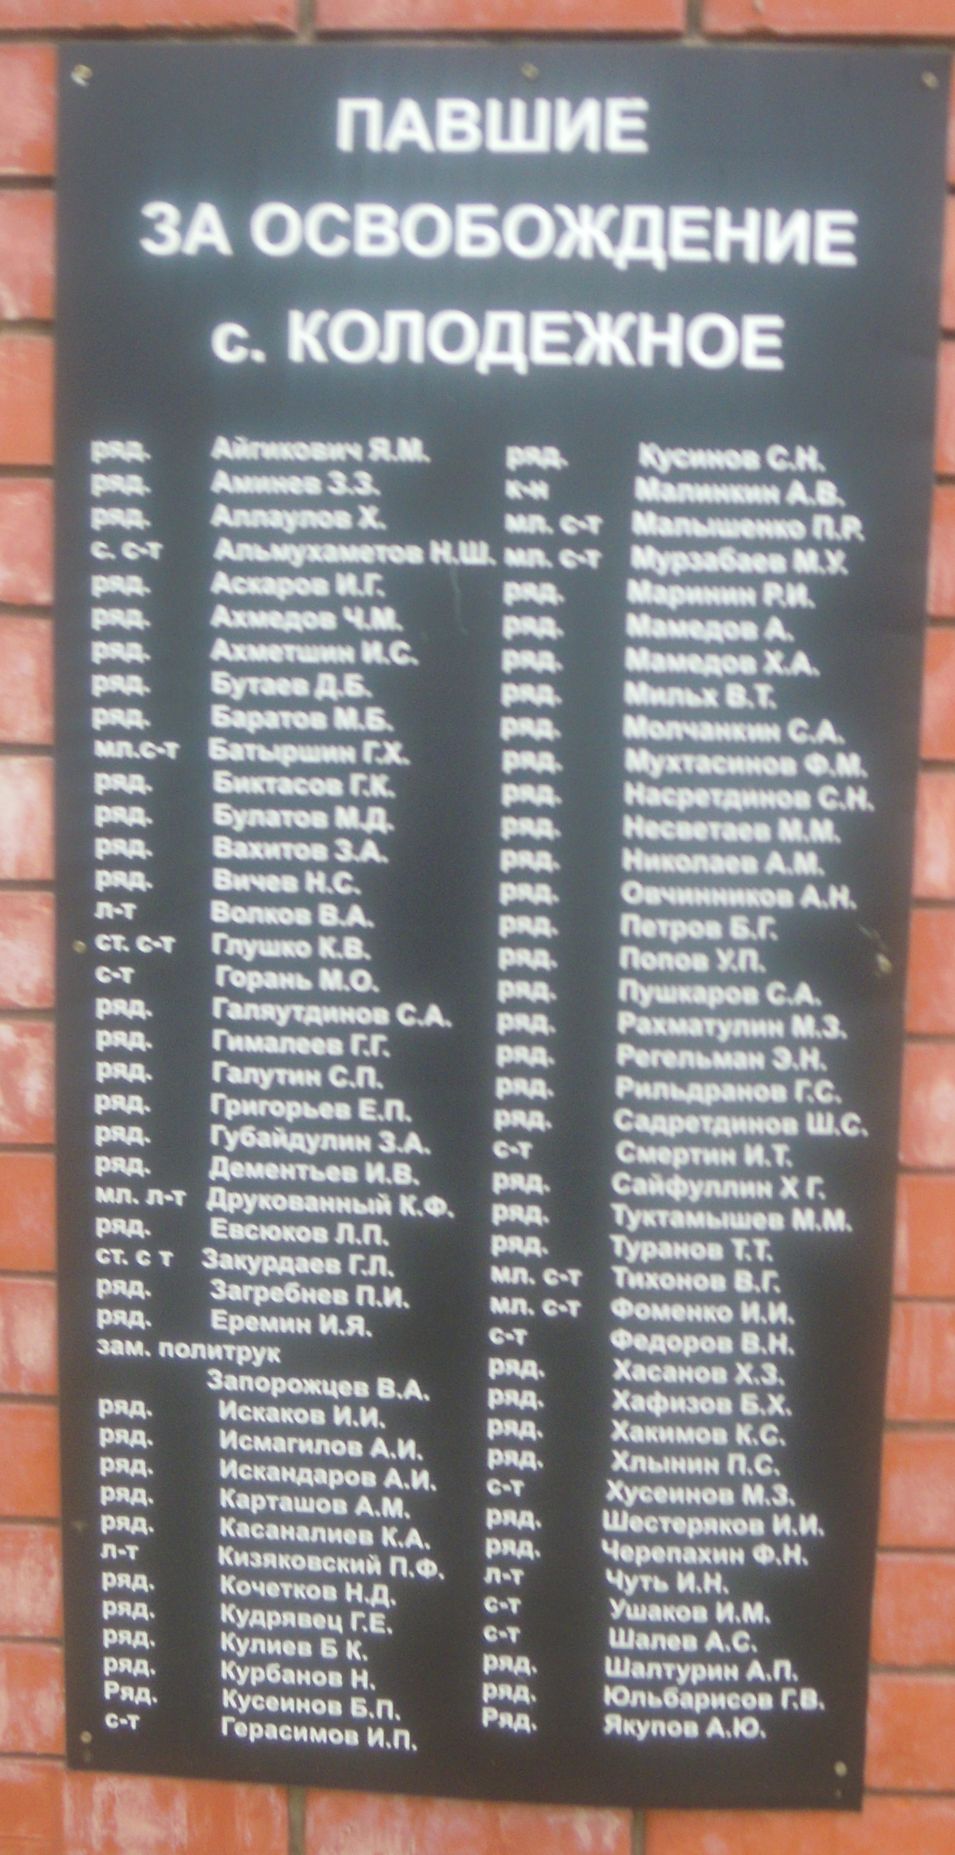 ПАВШИЕ
ЗА ОСВОБОЖДЕНИЕ
с. КОЛОДЕЖНОЕ
ряд. Айгикович Я.М.
ряд. Аминев З.З.
ряд. Аллаулов Х.
с. с-т Альмухаметов Н.Ш.
ряд. Аскаров И.Г.
ряд. Ахмедов Ч.М.
ряд. Ахметшин И.С.
ряд. Бутаев Д.Б.
ряд. Баратов М.Б.
мл.с-т Батыршин Г.Х.
ряд. Биктасов Г.К.
ряд. Булатов М.Д.
ряд. Вахитов З.А.
ряд. Вичев Н.С.
л-т Волков В.А.
ст. с-т Глушко К.В.
с-т Горань М.О.
ряд. Галяутдинов С.А.
ряд. Гималеев Г.Г.
ряд. Галутин С.П.
ряд. Григорьев Е.П.
ряд. Губайдулин З.А.
ряд. Дементьев И.В.
мл. л-т Друкованный К.Ф.
ряд. Евсюков Л.П.
ст. с т Закурдаев Г.Л.
ряд. Загребнев П.И.
ряд. Еремин И.Я.
зам. политрук
Запорожцев В.А.
ряд. Искаков И.И.
ряд. Исмагилов А.И.
ряд. Искандаров А.И.
ряд. Карташов А.М.
ряд. Касаналиев К.А.
л-т Кизяковский П.Ф.
ряд. Кочетков Н.Д.
ряд. Кудрявец Г.Е.
ряд. Кулиев Б К.
ряд. Курбанов Н.
Ряд. Кусеинов Б.П.
с-т Герасимов И.П.
ряд. Кусинов С.Н.
к-н Малинкин А.В.
мл. с-т Малышенко П.Р.
мл. с-т Мурзабаев М.У.
ряд. Маринин Р.И.
ряд. Мамедов А.
ряд. Мамедов Х.А.
ряд. Мильх В.Т.
ряд. Молчанкин С.А.
ряд. Мухтасинов Ф.М.
ряд. Насретдинов С.Н.
ряд. Несветаев М.М.
ряд. Николаев А.М.
ряд. Овчинников А.Н.
ряд. Петров Б.Г.
ряд. Попов У.П.
ряд. Пушкаров С.А.
ряд. Рахматулин М.З.
ряд. Регельман Э.Н.
ряд. Рильдранов Г.С.
ряд. Садретдинов Ш.С.
с-т Смертин И.Т.
ряд. Сайфуллин Х Г.
ряд. Туктамышев М.М.
ряд. Туранов Т.Т.
мл. с-т Тихонов В.Г.
мл. с-т Фоменко И.И.
с-т Федоров В.Н.
ряд. Хасанов Х.З.
ряд. Хафизов Б.Х.
ряд. Хакимов К.С.
ряд. Хлынин П.С.
с-т Хусеинов М.З.
ряд. Шестеряков И.И.
ряд. Черепахин Ф.Н.
л-т Чуть И.Н.
с-т Ушаков И.М.
с-т Шалев А.С.
ряд. Шалтурин А.П.
ряд. Юльбарисов Г.В.
Ряд. Якупов А.Ю.